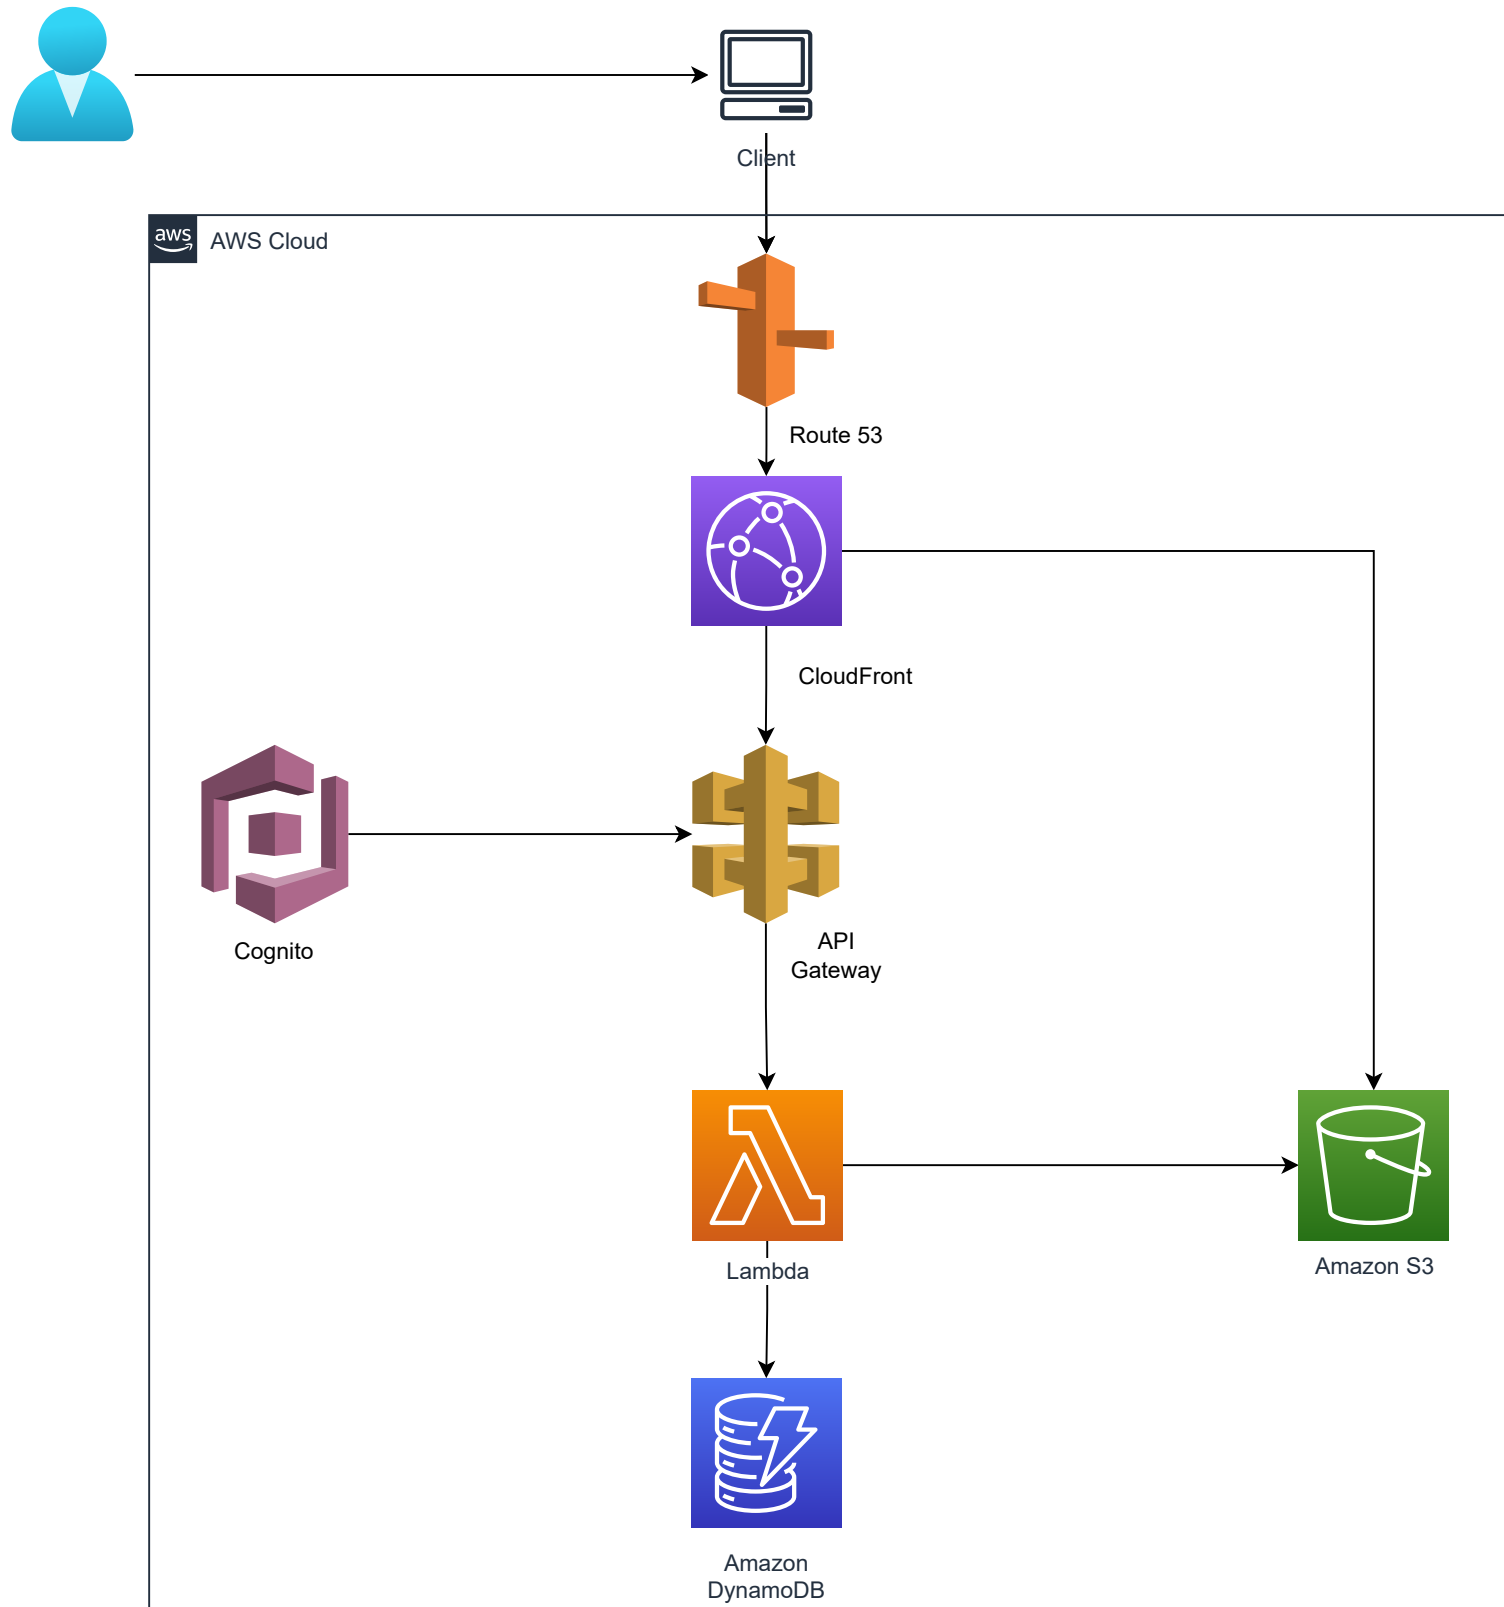 Client
aws
AWS Cloud
Route 53
CloudFront
Cognito
API
Gateway
Lambda
Amazon S3
Amazon
DynamoDB